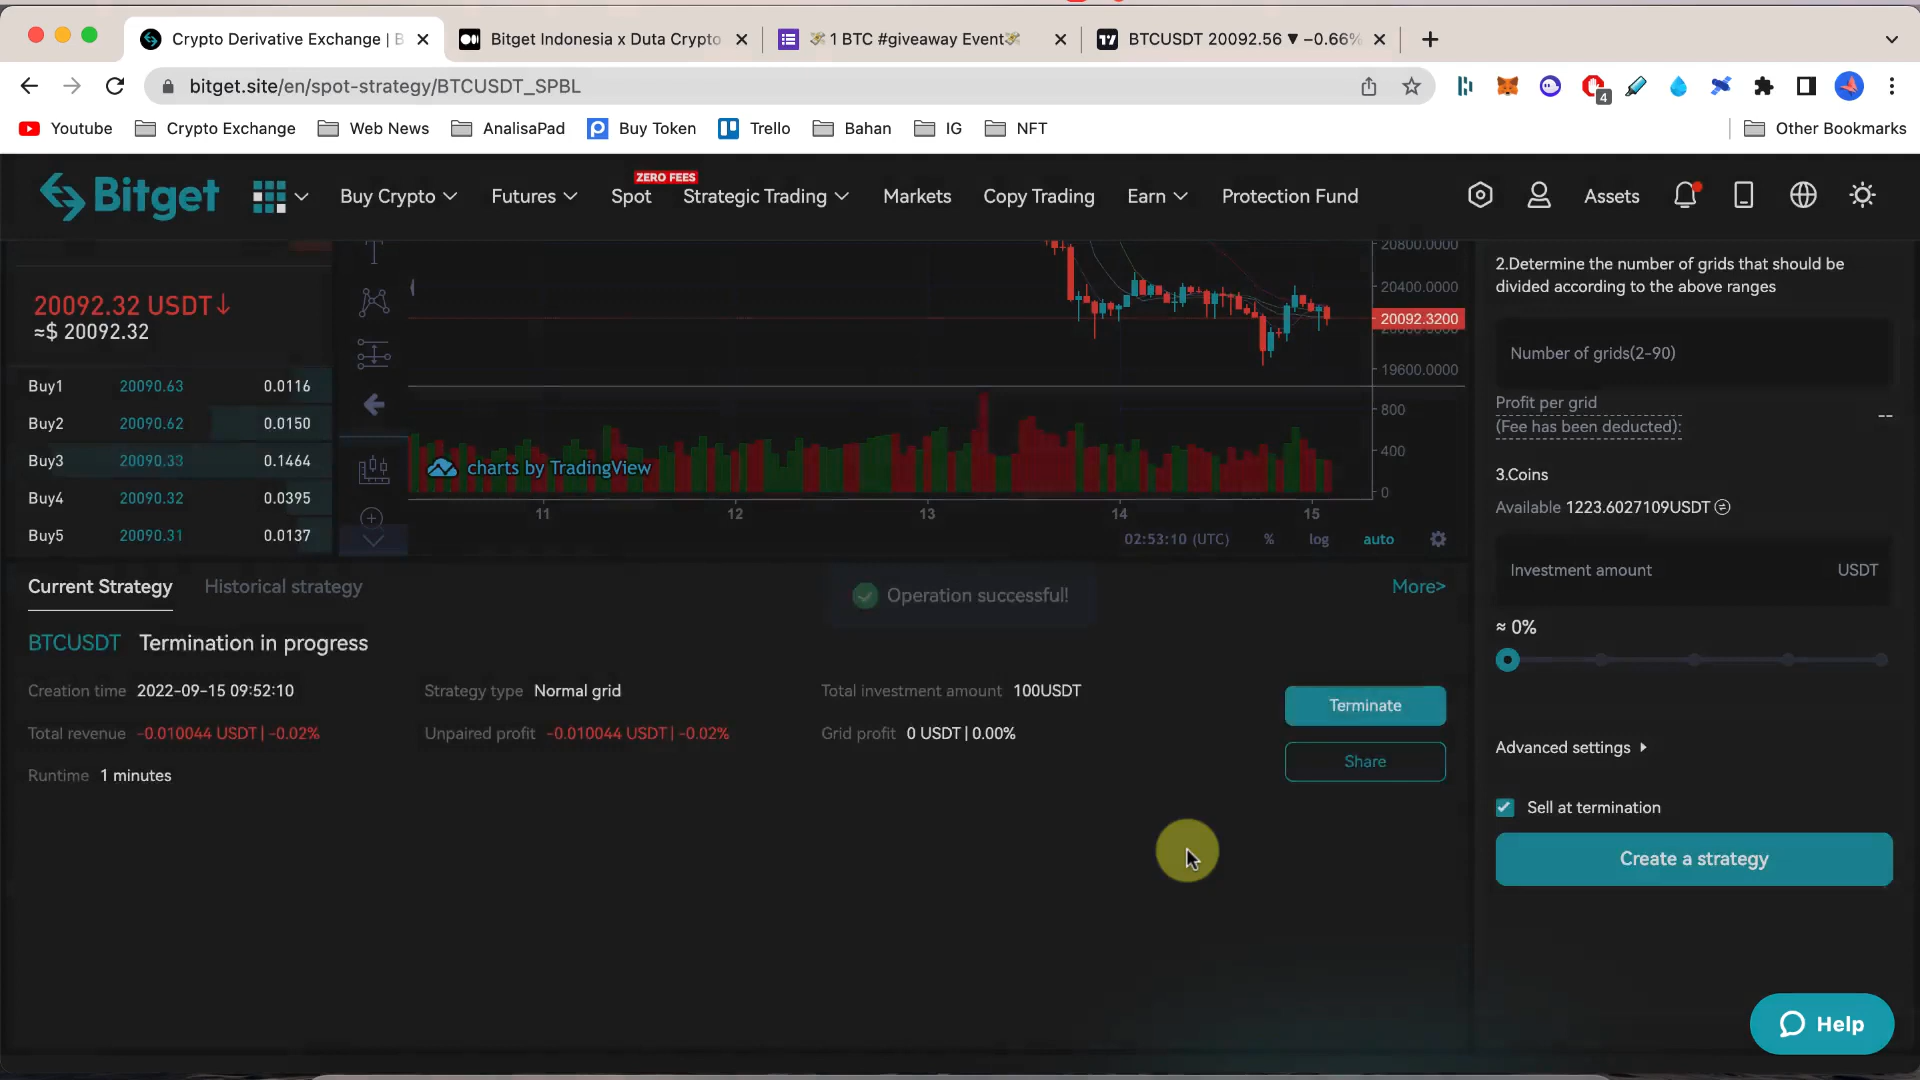 Crypto Derivative Exchange | B
Bitget Indonesia x Duta Crypto
💸 1 BTC #giveaway Event💸
BTCUSDT 20092.56 ▼ −0.66%
bitget.site/en/spot-strategy/BTCUSDT_SPBL
4
Youtube
Crypto Exchange
Web News
AnalisaPad
Buy Token
Trello
Bahan
IG
NFT
Other Bookmarks
Bitget
Buy Crypto
Futures
Spot
ZERO FEES
Strategic Trading
Markets
Copy Trading
Earn
Protection Fund
Assets
20092.32 USDT↓
≈$ 20092.32
Buy1 20090.63 0.0116
Buy2 20090.62 0.0150
Buy3 20090.33 0.1464
Buy4 20090.32 0.0395
Buy5 20090.31 0.0137
20800.0000
20400.0000
20092.3200
19600.0000
800
400
0
charts by TradingView
11 12 13 14 15
02:53:10 (UTC) % log auto
2.Determine the number of grids that should be
divided according to the above ranges
Number of grids(2-90)
Profit per grid
(Fee has been deducted):
--
3.Coins
Available 1223.6027109USDT
Investment amount USDT
≈ 0%
Advanced settings
Sell at termination
Create a strategy
Current Strategy
Historical strategy
Operation successful!
More>
BTCUSDT Termination in progress
Creation time 2022-09-15 09:52:10
Strategy type Normal grid
Total investment amount 100USDT
Terminate
Total revenue -0.010044 USDT | -0.02%
Unpaired profit -0.010044 USDT | -0.02%
Grid profit 0 USDT | 0.00%
Share
Runtime 1 minutes
Help